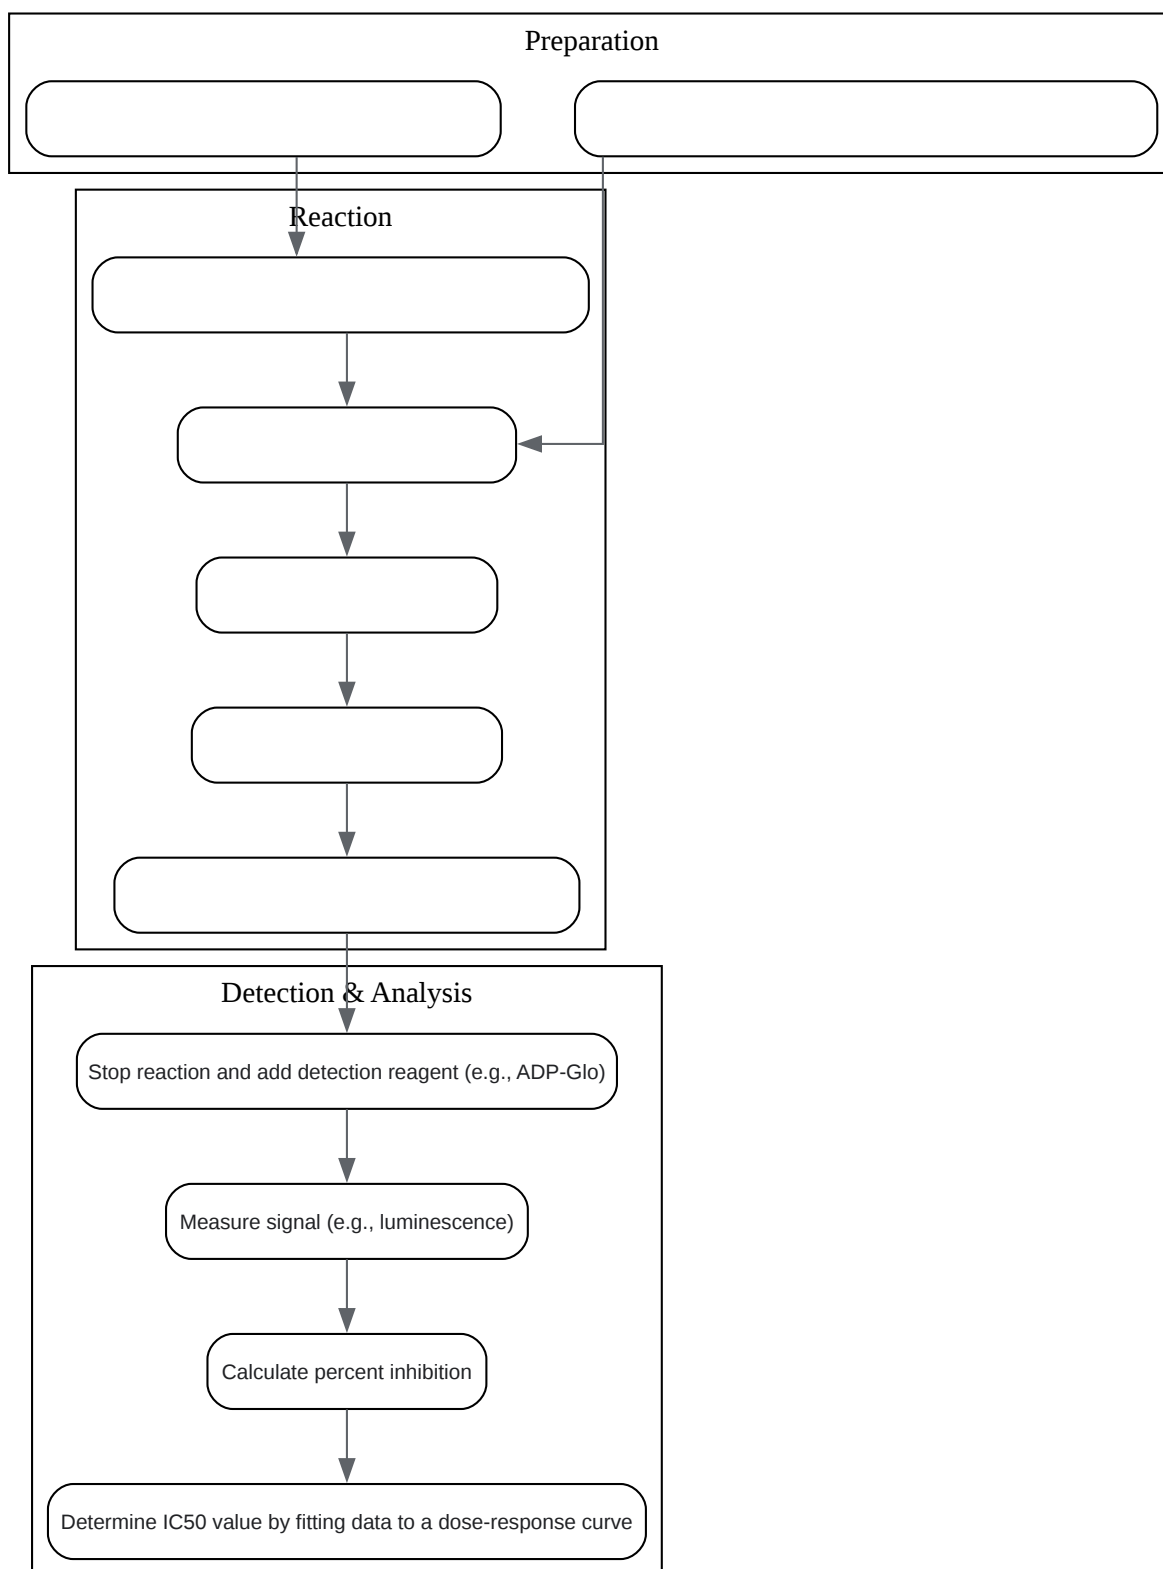 Preparation
Reaction
Detection & Analysis
Stop reaction and add detection reagent (e.g., ADP-Glo)
Measure signal (e.g., luminescence)
Calculate percent inhibition
Determine IC50 value by fitting data to a dose-response curve